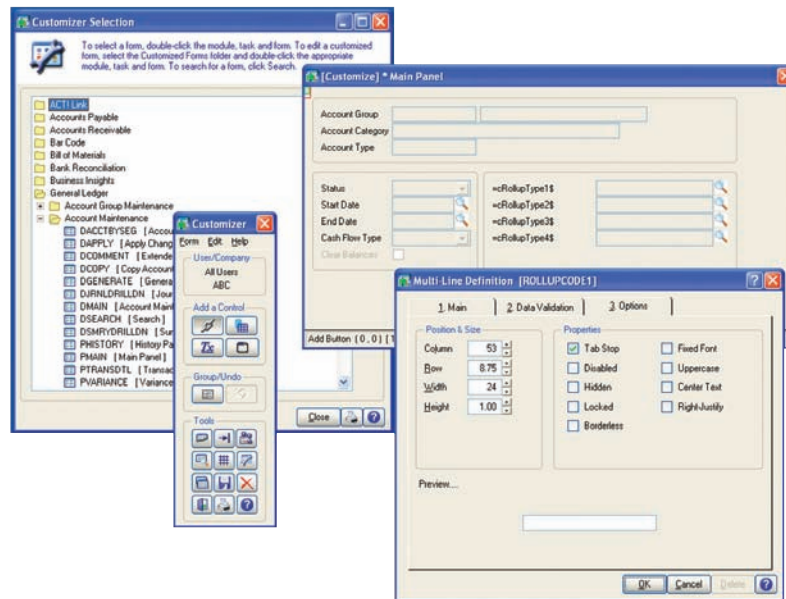 Customizer Selection
To select a form, double-click the module, task and form. To edit a customized
form, select the Customized Forms folder and double-click the appropriate
module, task and form. To search for a form, click Search.
ACT! Link
Accounts Payable
Accounts Receivable
Bar Code
Bill of Materials
Bank Reconciliation
Business Insights
General Ledger
Account Group Maintenance
Account Maintenance
DACCTBYSEG [Accou
DAPPLY [Apply Chang
DCOMMENT [Extende
DCOPY [Copy Account
DGENERATE [Genera
DJRNLDRILLDN [Jour
DMAIN [Account Maint
DSEARCH [Search]
DSMRYDRILLDN [Sur
PHISTORY [History Pa
PMAIN [Main Panel]
PTRANSDTL [Transac
PVARIANCE [Variance
Close
Customizer
Form Edit Help
User/Company
All Users
ABC
Add a Control
Txt
Group/Undo
Tools
[Customize] * Main Panel
Account Group
Account Category
Account Type
Status
Start Date
End Date
Cash Flow Type
Clear Balances
=cRollupType1$
=cRollupType2$
=cRollupType3$
=cRollupType4$
Add Button [0, 0] [1
Multi-Line Definition [ROLLUPCODE1]
1. Main
2. Data Validation
3. Options
Position & Size
Column 53
Row 8.75
Width 24
Height 1.00
Properties
Tab Stop
Disabled
Hidden
Locked
Borderless
Fixed Font
Uppercase
Center Text
Right-Justify
Preview....
OK
Cancel
Delete